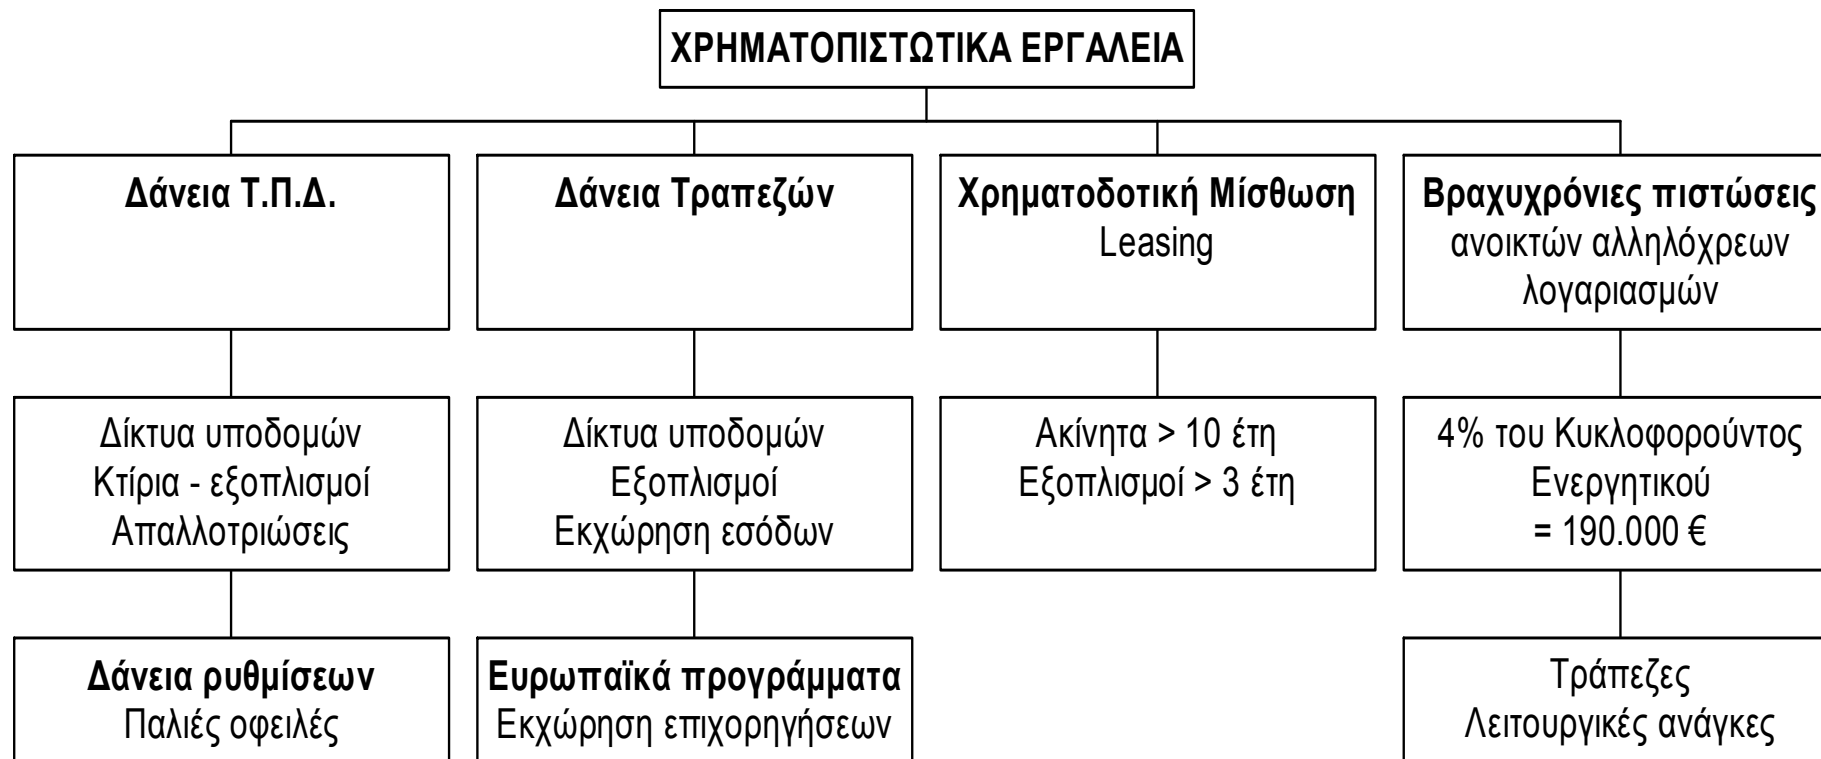 ΧΡΗΜΑΤΟΠΙΣΤΩΤΙΚΑ ΕΡΓΑΛΕΙΑ
Δάνεια Τ.Π.Δ.
Δάνεια Τραπεζών
Χρηματοδοτική Μίσθωση
Leasing
Βραχυχρόνιες πιστώσεις
ανοικτών αλληλόχρεων
λογαριασμών
Δίκτυα υποδομών
Κτίρια - εξοπλισμοί
Απαλλοτριώσεις
Δίκτυα υποδομών
Εξοπλισμοί
Εκχώρηση εσόδων
Ακίνητα > 10 έτη
Εξοπλισμοί > 3 έτη
4% του Κυκλοφορούντος
Ενεργητικού
= 190.000 €
Δάνεια ρυθμίσεων
Παλιές οφειλές
Ευρωπαϊκά προγράμματα
Εκχώρηση επιχορηγήσεων
Τράπεζες
Λειτουργικές ανάγκες